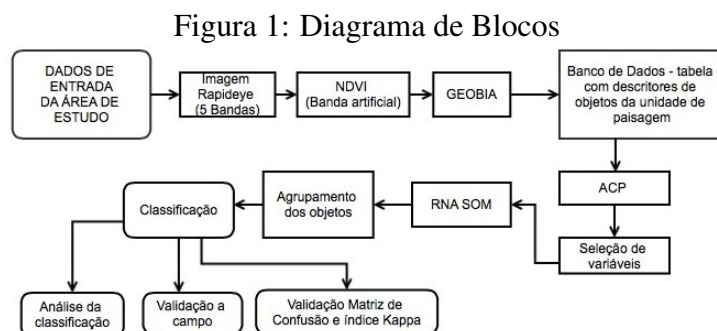 Figura 1: Diagrama de Blocos
DADOS DE
ENTRADA
DA ÁREA DE
ESTUDO
Imagem
Rapideye
(5 Bandas)
NDVI
(Banda artificial)
GEOBIA
Banco de Dados - tabela
com descritores de
objetos da unidade de
paisagem
ACP
Seleção de
variáveis
RNA SOM
Agrupamento
dos objetos
Classificação
Análise da
classificação
Validação a
campo
Validação Matriz de
Confusão e índice Kappa